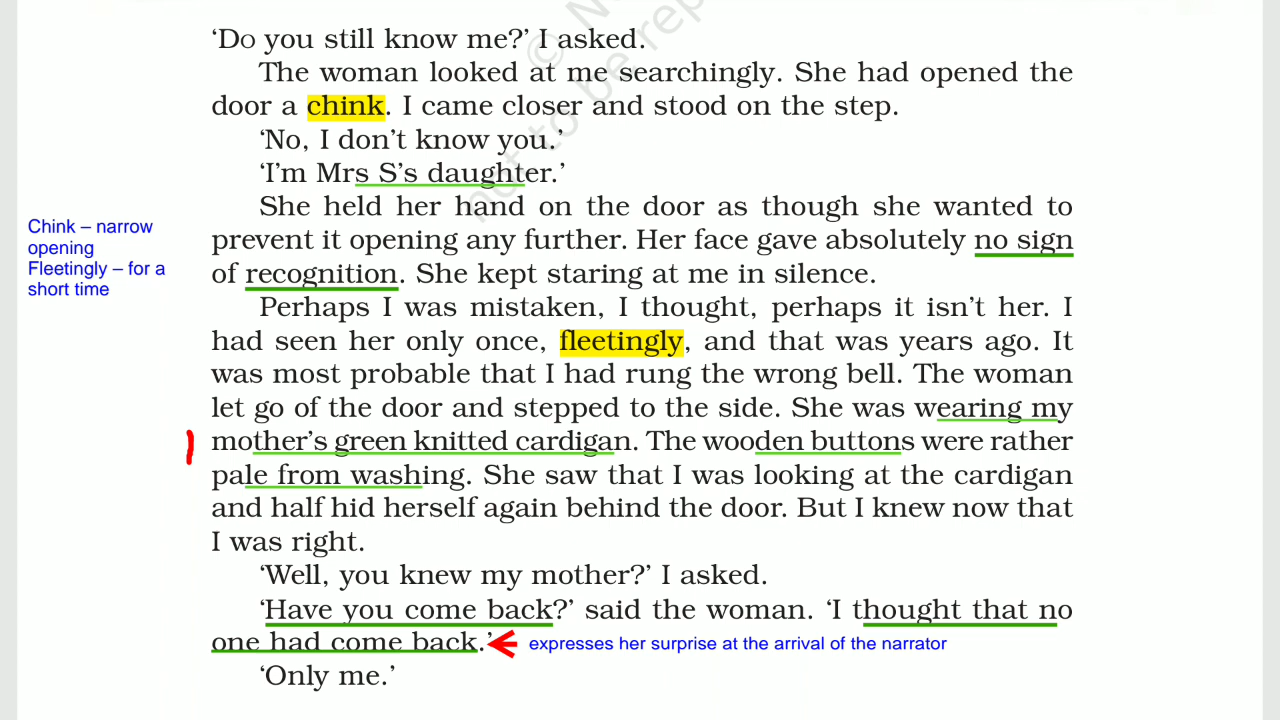 ‘Do you still know me?’ I asked.
The woman looked at me searchingly. She had opened the
door a chink. I came closer and stood on the step.
‘No, I don’t know you.’
‘I’m Mrs S’s daughter.’
She held her hand on the door as though she wanted to
prevent it opening any further. Her face gave absolutely no sign
of recognition. She kept staring at me in silence.
Perhaps I was mistaken, I thought, perhaps it isn’t her. I
had seen her only once, fleetingly, and that was years ago. It
was most probable that I had rung the wrong bell. The woman
let go of the door and stepped to the side. She was wearing my
mother’s green knitted cardigan. The wooden buttons were rather
pale from washing. She saw that I was looking at the cardigan
and half hid herself again behind the door. But I knew now that
I was right.
‘Well, you knew my mother?’ I asked.
‘Have you come back?’ said the woman. ‘I thought that no
one had come back.’
‘Only me.’
Chink – narrow
opening
Fleetingly – for a
short time
expresses her surprise at the arrival of the narrator
not to be rep